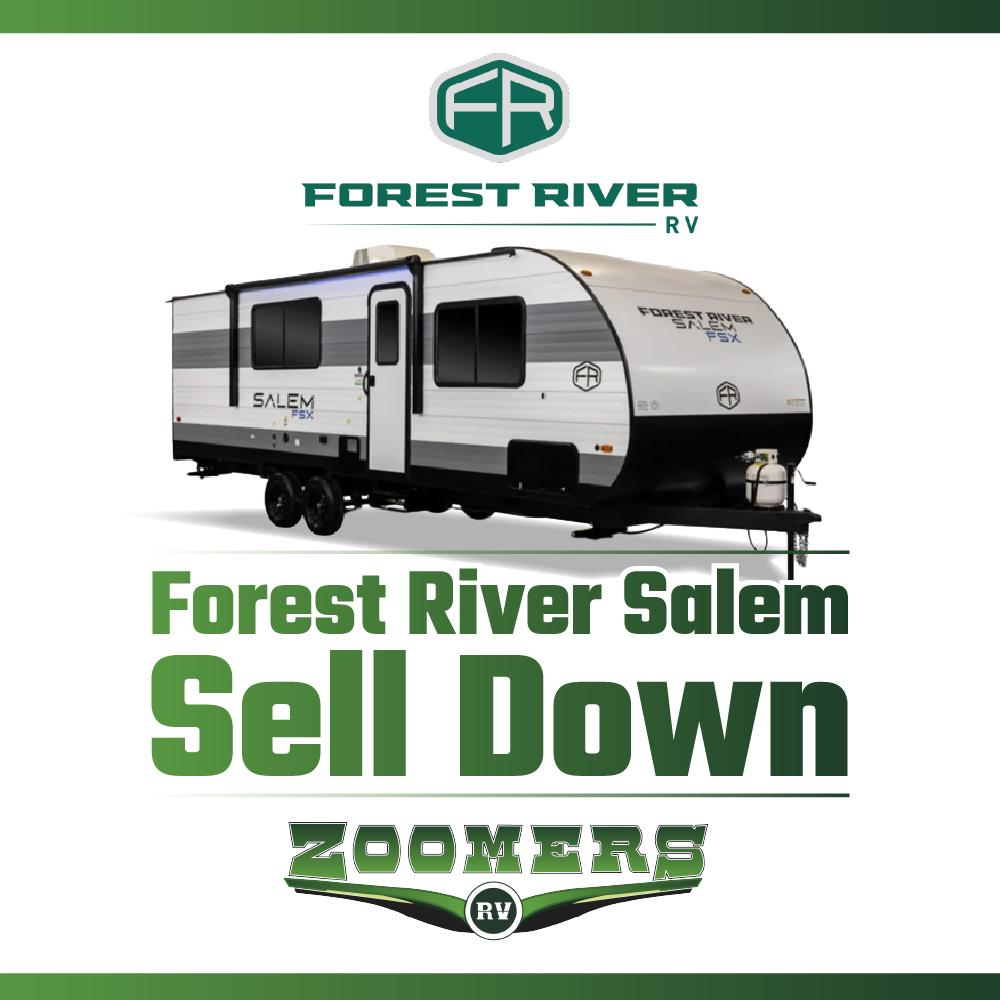 FR
FOREST RIVER
RV
FOREST RIVER
SALEM
FSX
FR
SALEM
FSX
FR
Forest River Salem
Sell Down
ZOOMERS
RV